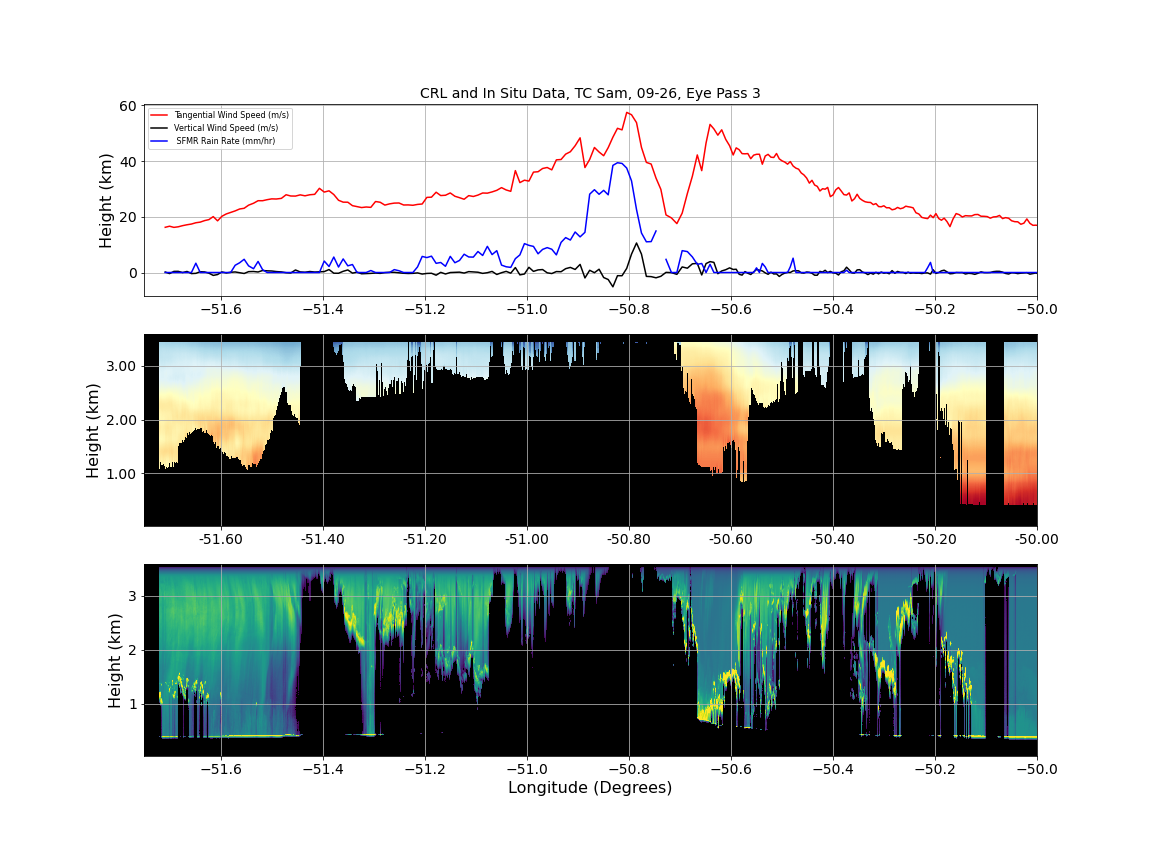 CRL and In Situ Data, TC Sam, 09-26, Eye Pass 3
Tangential Wind Speed (m/s)
Vertical Wind Speed (m/s)
SFMR Rain Rate (mm/hr)
Height (km)
60
40
20
0
−51.6 −51.4 −51.2 −51.0 −50.8 −50.6 −50.4 −50.2 −50.0
Height (km)
3.00
2.00
1.00
-51.60 -51.40 -51.20 -51.00 -50.80 -50.60 -50.40 -50.20 -50.00
Height (km)
3
2
1
−51.6 −51.4 −51.2 −51.0 −50.8 −50.6 −50.4 −50.2 −50.0
Longitude (Degrees)